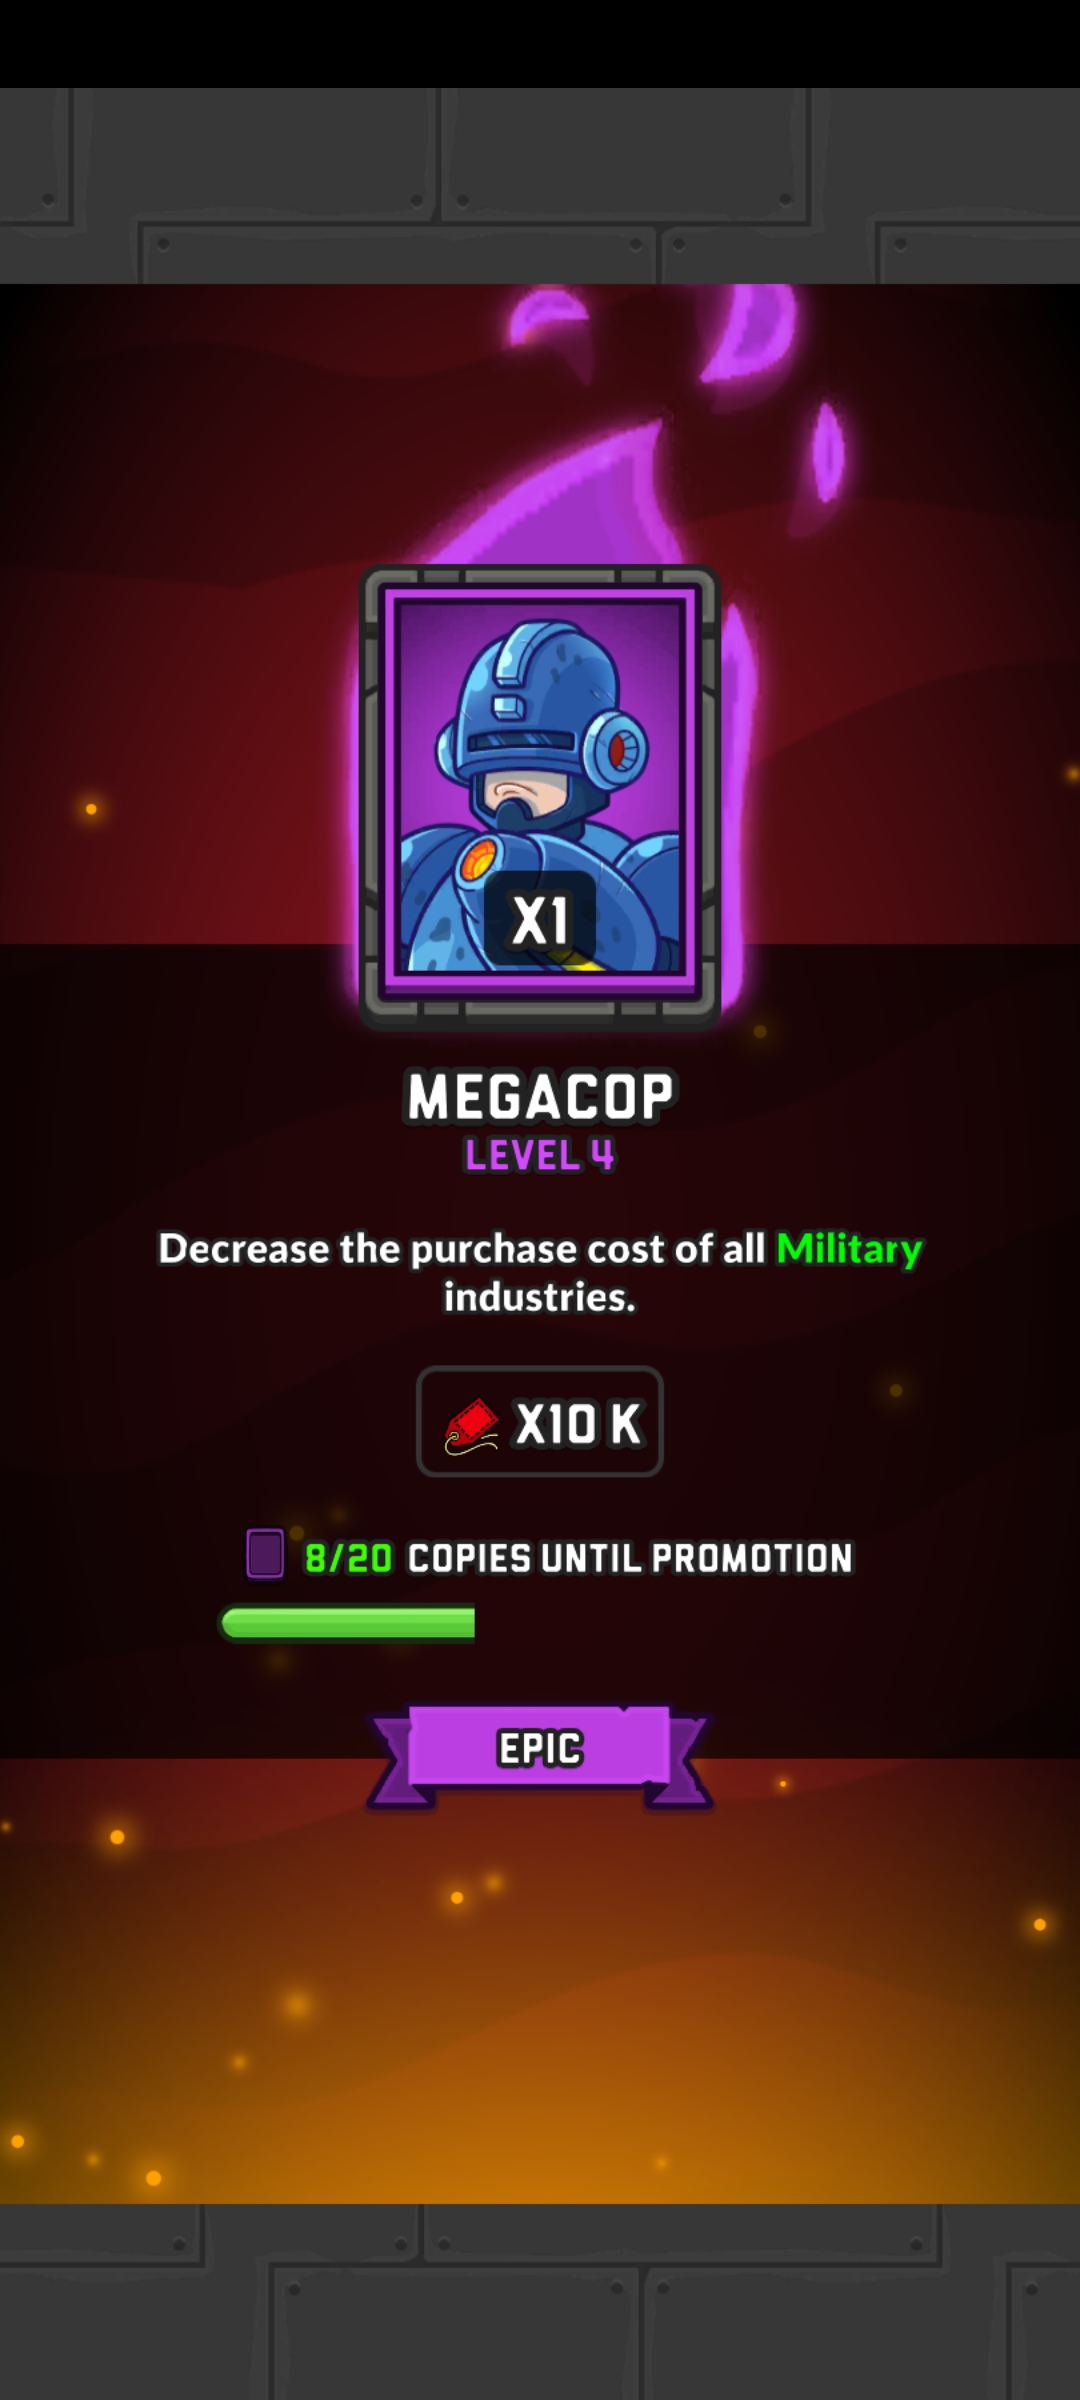 X1
MEGACOP
LEVEL 4
Decrease the purchase cost of all Military
industries.
X10 K
8/20 COPIES UNTIL PROMOTION
EPIC